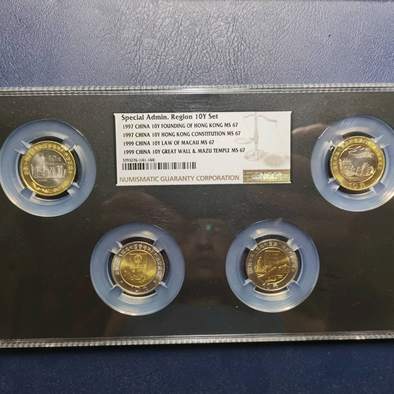 Special Admin. Region 10Y Set
1997 CHINA 10Y FOUNDING OF HONG KONG MS 67
1997 CHINA 10Y HONG KONG CONSTITUTION MS 67
1999 CHINA 10Y LAW OF MACAU MS 67
1999 CHINA 10Y GREAT WALL & MAZU TEMPLE MS 67
NUMISMATIC GUARANTY CORPORATION
NGC